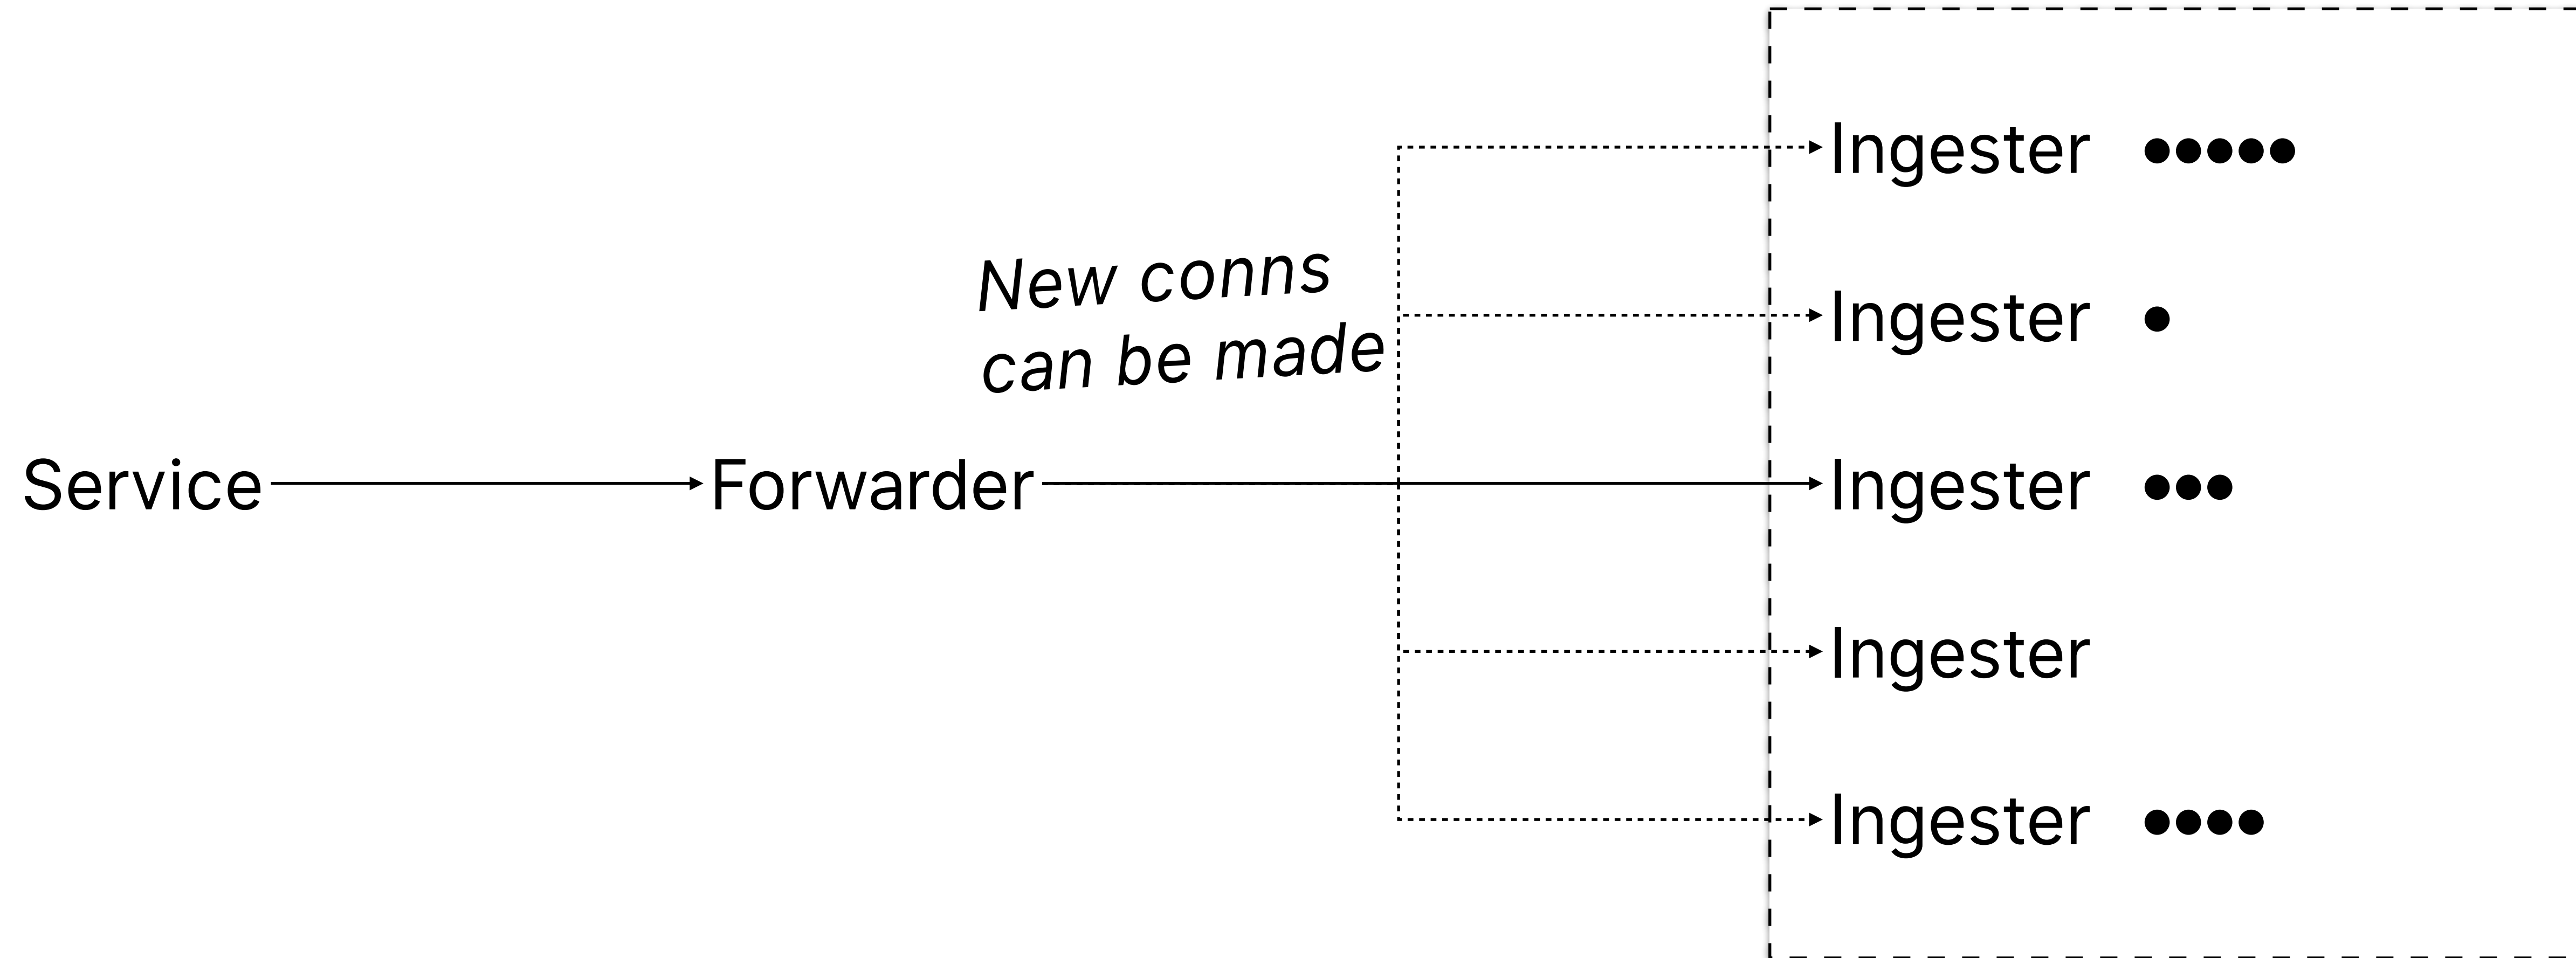 Ingester ●●●●●
New conns
can be made
Ingester ●
Service
Forwarder
Ingester ●●●
Ingester
Ingester ●●●●